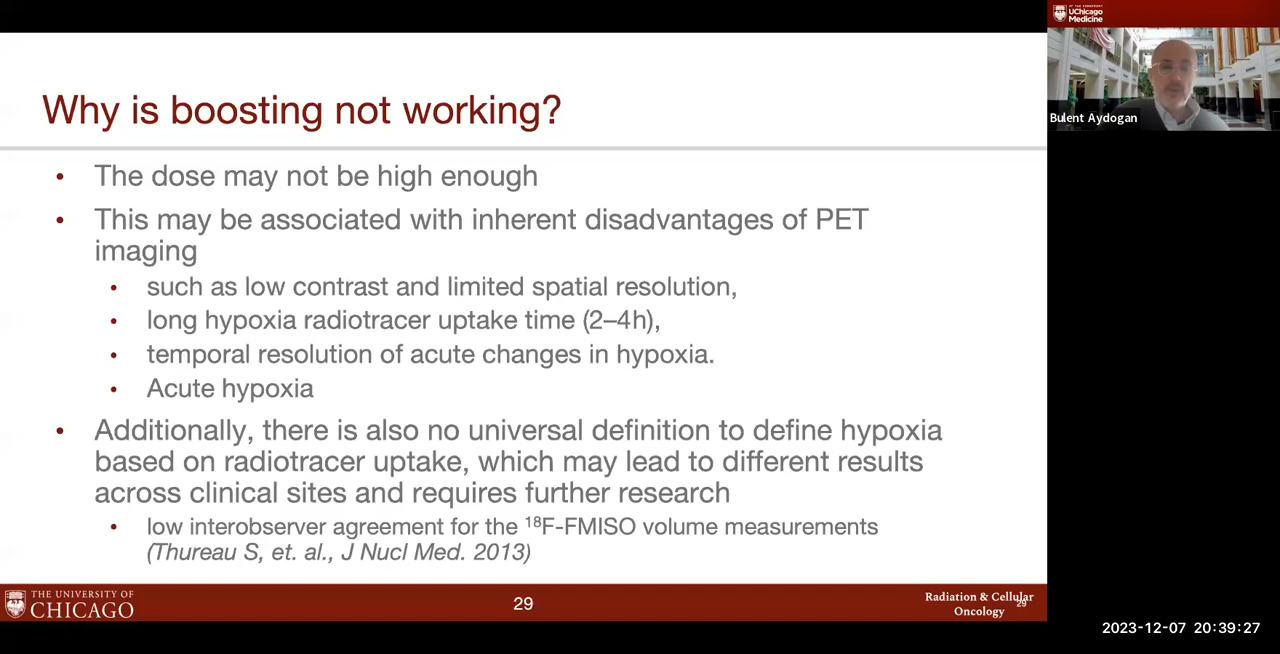 Why is boosting not working?
• The dose may not be high enough
• This may be associated with inherent disadvantages of PET
imaging
• such as low contrast and limited spatial resolution,
• long hypoxia radiotracer uptake time (2–4h),
• temporal resolution of acute changes in hypoxia.
• Acute hypoxia
• Additionally, there is also no universal definition to define hypoxia
based on radiotracer uptake, which may lead to different results
across clinical sites and requires further research
• low interobserver agreement for the ¹⁸F-FMISO volume measurements
(Thureau S, et. al., J Nucl Med. 2013)
THE UNIVERSITY OF
CHICAGO
29
Radiation & Cellular
Oncology
29
UChicago
Medicine
Bulent Aydogan
2023-12-07 20:39:27